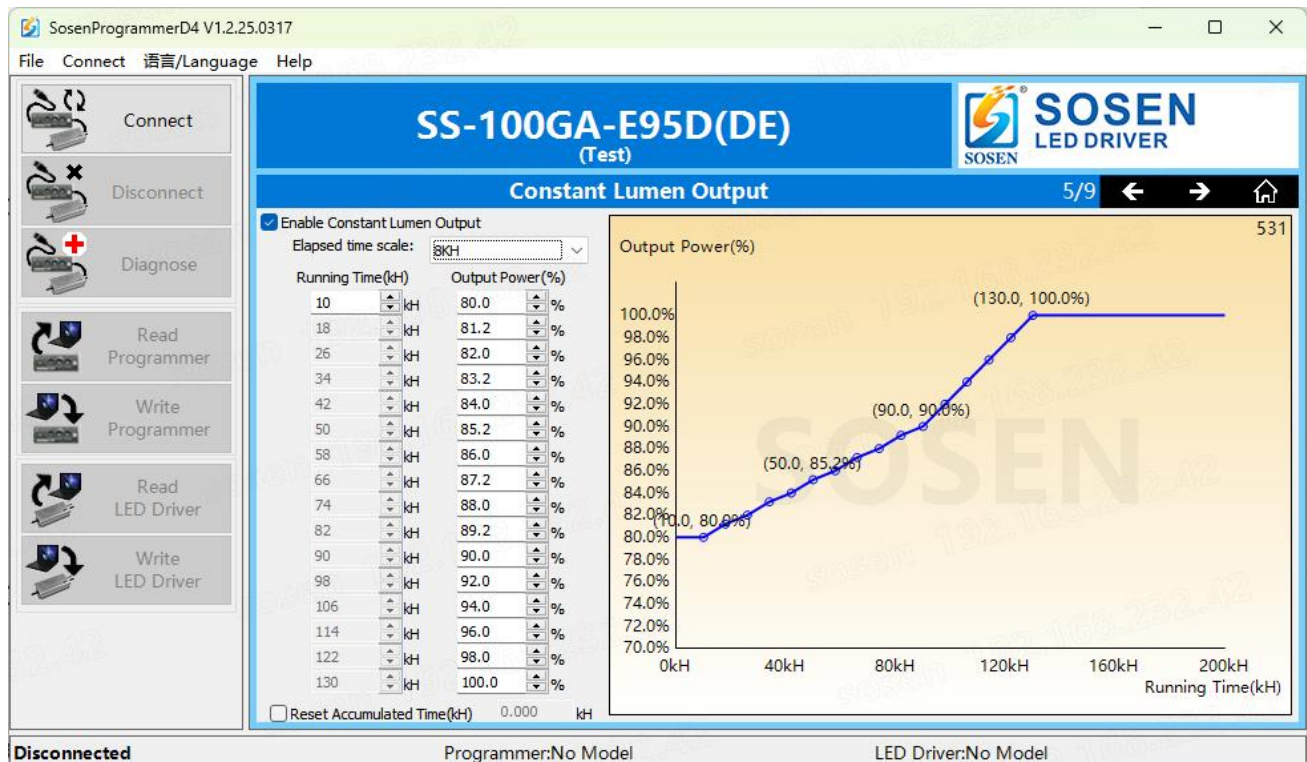 SosenProgrammerD4 V1.2.25.0317
File Connect 语言/Language Help
Connect
Disconnect
Diagnose
Read
Programmer
Write
Programmer
Read
LED Driver
Write
LED Driver
SS-100GA-E95D(DE)
(Test)
SOSEN
SOSEN
LED DRIVER
Constant Lumen Output
5/9
Enable Constant Lumen Output
Elapsed time scale: 8KH
Running Time(kH) Output Power(%)
10 kH 80.0 %
18 kH 81.2 %
26 kH 82.0 %
34 kH 83.2 %
42 kH 84.0 %
50 kH 85.2 %
58 kH 86.0 %
66 kH 87.2 %
74 kH 88.0 %
82 kH 89.2 %
90 kH 90.0 %
98 kH 92.0 %
106 kH 94.0 %
114 kH 96.0 %
122 kH 98.0 %
130 kH 100.0 %
Reset Accumulated Time(kH) 0.000 kH
531
Output Power(%)
(130.0, 100.0%)
(90.0, 90.0%)
(50.0, 85.2%)
(10.0, 80.0%)
100.0%
98.0%
96.0%
94.0%
92.0%
90.0%
88.0%
86.0%
84.0%
82.0%
80.0%
78.0%
76.0%
74.0%
72.0%
70.0%
0kH 40kH 80kH 120kH 160kH 200kH
Running Time(kH)
SOSEN
Disconnected Programmer:No Model LED Driver:No Model